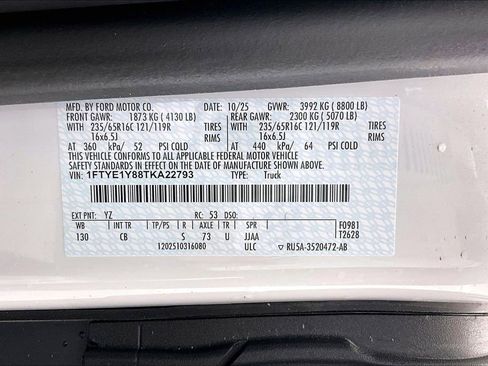 MFD. BY FORD MOTOR CO. DATE: 10/25 GVWR: 3992 KG ( 8800 LB)
FRONT GAWR: 1873 KG ( 4130 LB) REAR GAWR: 2300 KG ( 5070 LB)
WITH 235/65R16C 121/119R TIRES WITH 235/65R16C 121/119R TIRES
16x6.5J RIMS 16x6.5J RIMS
AT 360 kPa/ 52 PSI COLD AT 440 kPa/ 64 PSI COLD
THIS VEHICLE CONFORMS TO ALL APPLICABLE FEDERAL MOTOR VEHICLE
SAFETY STANDARDS IN EFFECT ON THE DATE OF MANUFACTURE SHOWN ABOVE.
VIN: 1FTYE1Y88TKA22793 TYPE: Truck
EXT PNT: YZ RC: 53 DSO:
WB BRK INT TR TP/PS R AXLE TR SPR F0981
130 CB S 73 U JJAA T2628
1202510316080 ULC RU5A-3520472-AB